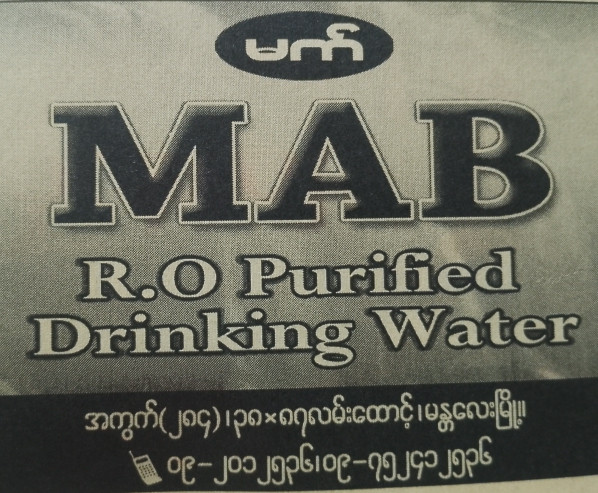 မက်
MAB
R.O Purified
Drinking Water
အကွက်(၂၈၄)၊၃၈×၈၇လမ်းထောင့်၊မန္တလေးမြို့။
၀၉-၂၀၁၂၅၃၆၊၀၉-၇၅၂၄၁၂၅၃၆